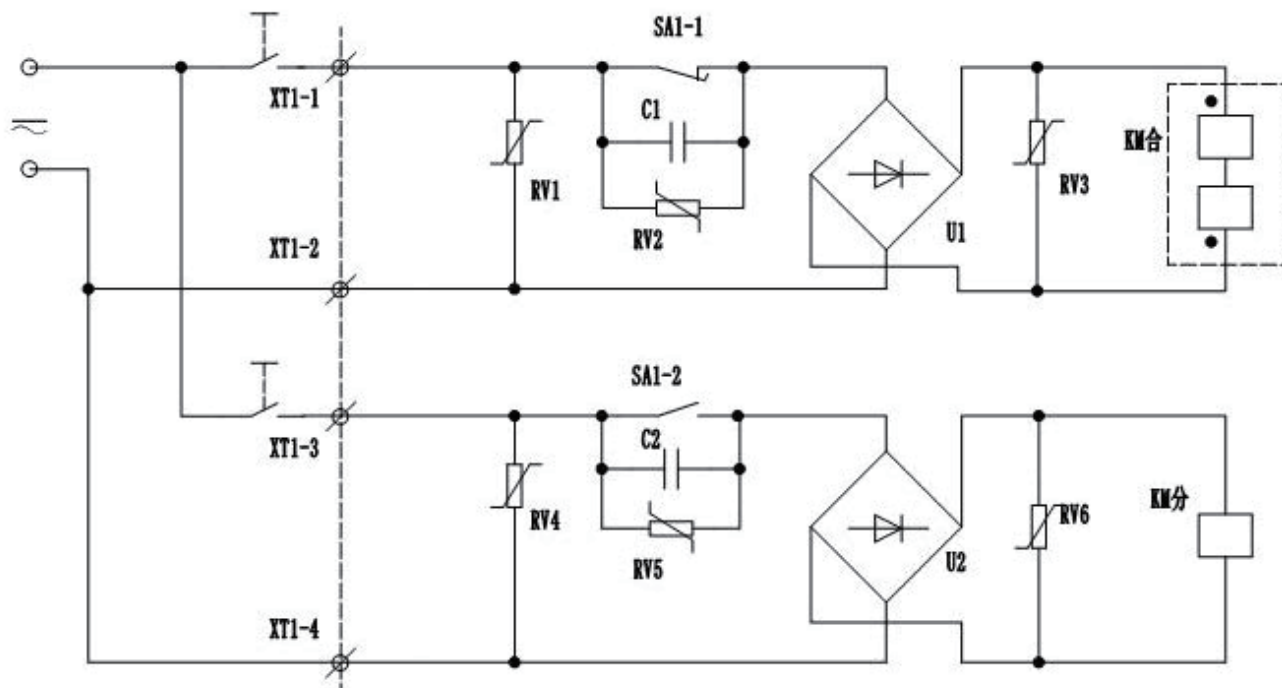 SA1-1
XT1-1
C1
KM合
RV1
RV3
RV2
U1
XT1-2
SA1-2
XT1-3
C2
KM分
RV4
RV6
RV5
U2
XT1-4